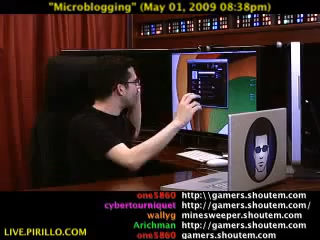 "Microblogging" (May 01, 2009 08:38pm)
one5860 http:\\gamers.shoutem.com
cybertourniquet http://gamers.shoutem.com/
wallyg minesweeper.shoutem.com
Arichman http://gamers.shoutem.com
LIVE.PIRILLO.COM one5860 gamers.shoutem.com